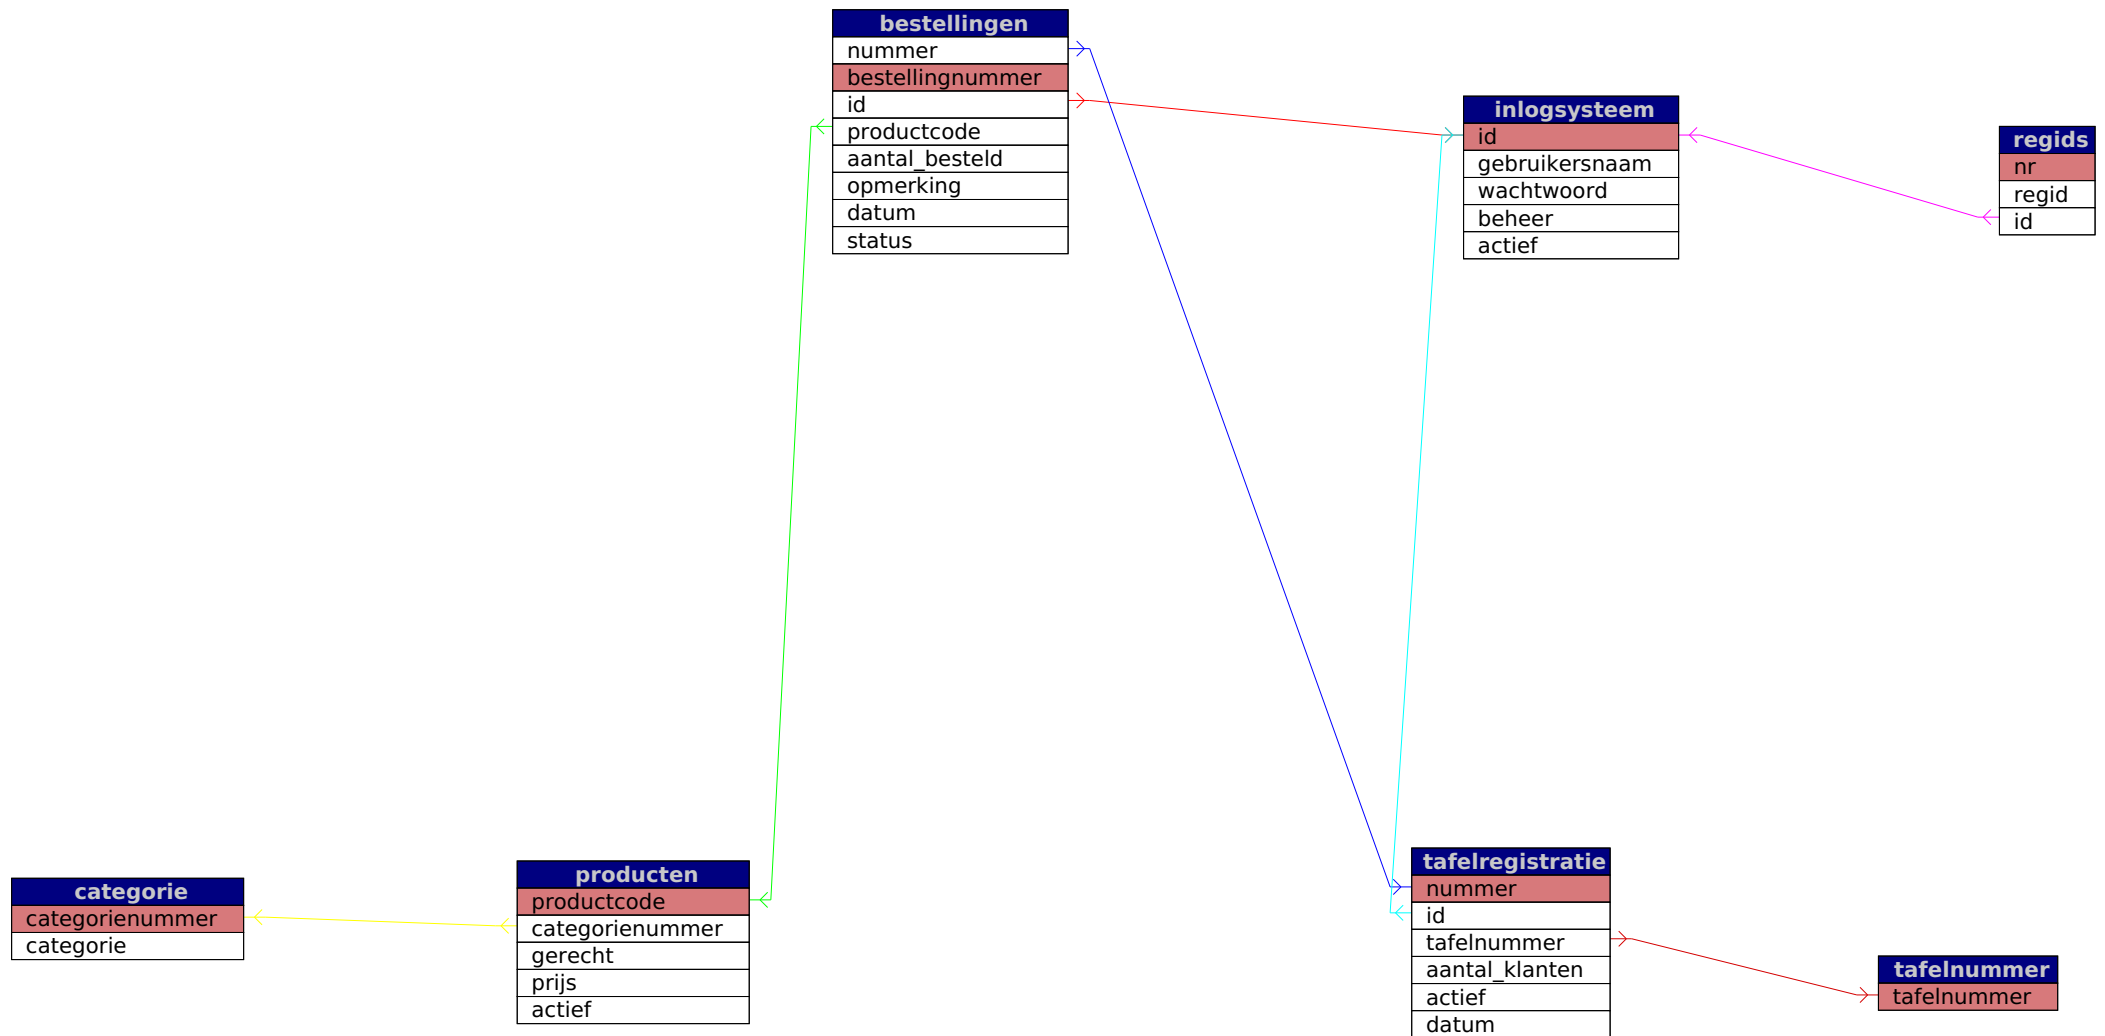 bestellingen
nummer
bestellingnummer
id
productcode
aantal_besteld
opmerking
datum
status
inlogsysteem
id
gebruikersnaam
wachtwoord
beheer
actief
regids
nr
regid
id
categorie
categorienummer
categorie
producten
productcode
categorienummer
gerecht
prijs
actief
tafelregistratie
nummer
id
tafelnummer
aantal_klanten
actief
datum
tafelnummer
tafelnummer